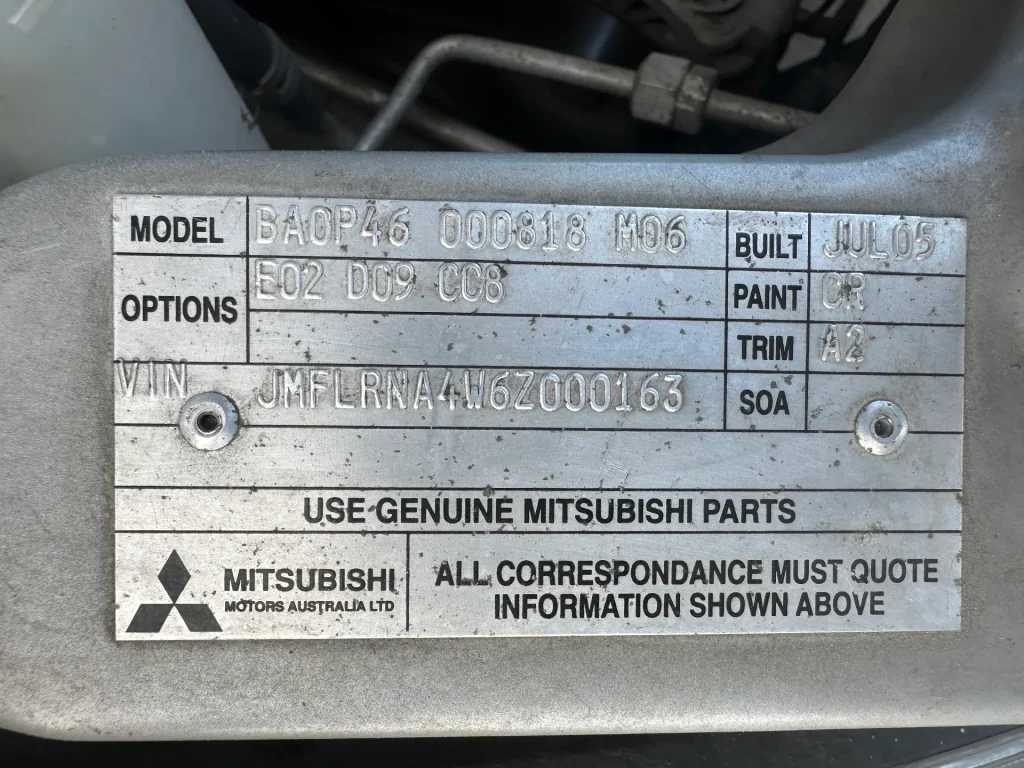 MODEL BA0P46 000818 M06 BUILT JUL05
OPTIONS E02 D09 CC8 PAINT CR
TRIM A2
VIN JMFLRNA4W6Z000163 SOA
USE GENUINE MITSUBISHI PARTS
MITSUBISHI
MOTORS AUSTRALIA LTD
ALL CORRESPONDANCE MUST QUOTE
INFORMATION SHOWN ABOVE